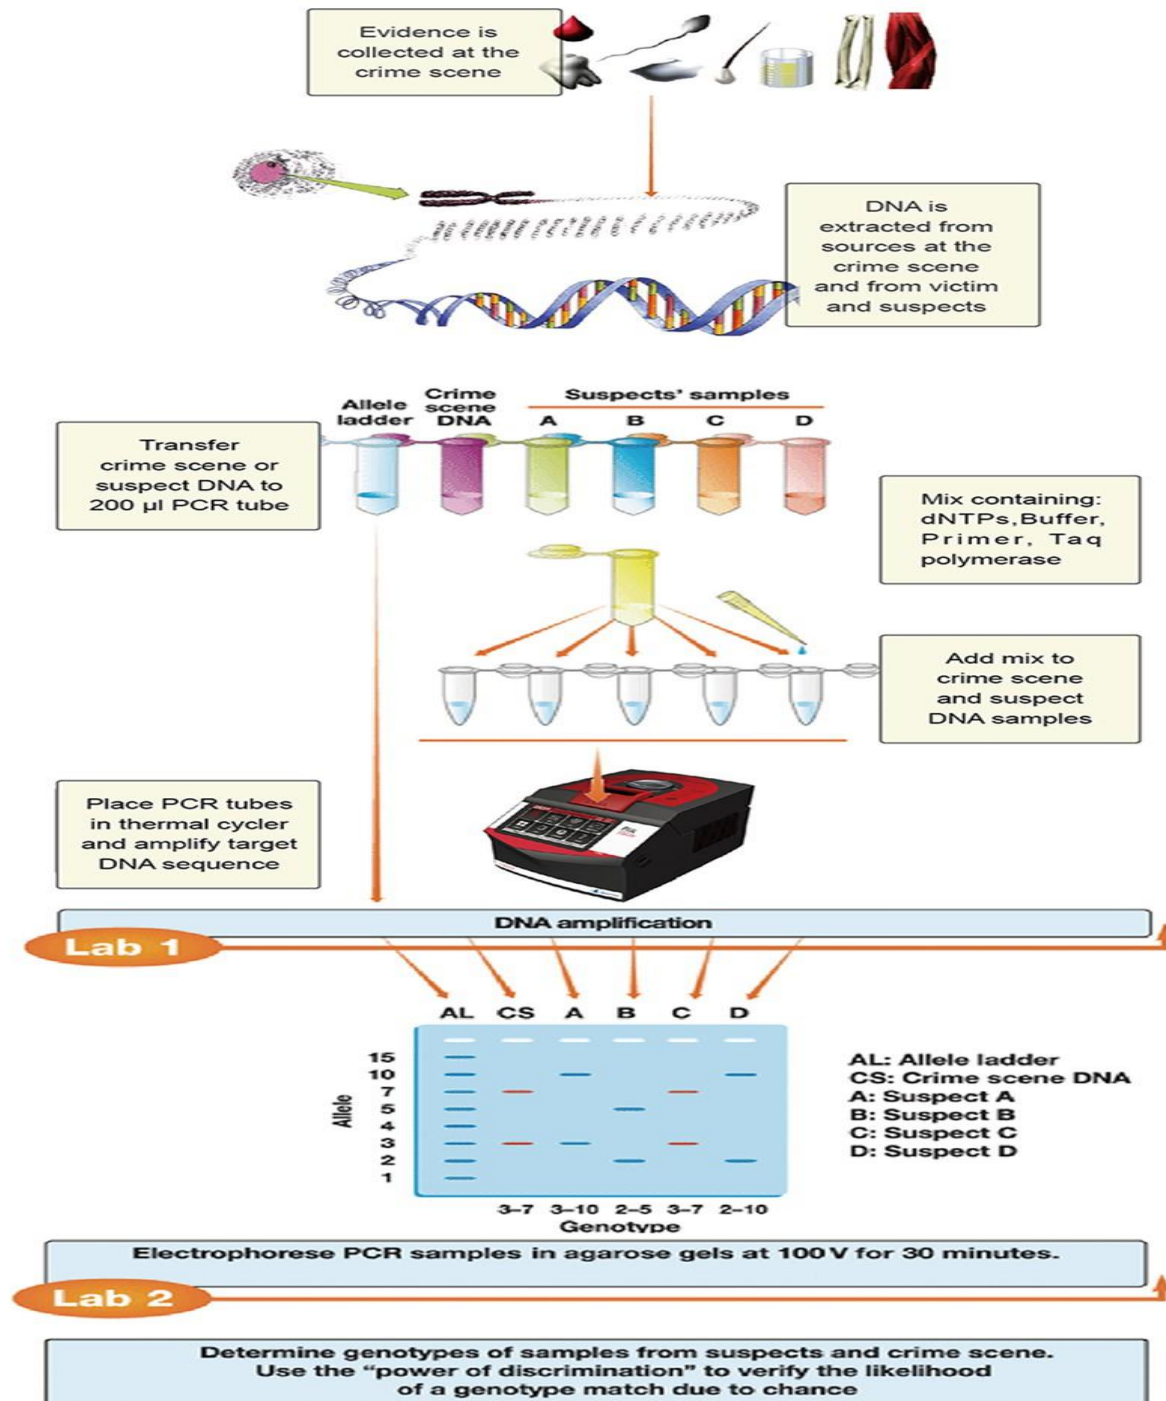 Evidence is
collected at the
crime scene
DNA is
extracted from
sources at the
crime scene
and from victim
and suspects
Transfer
crime scene or
suspect DNA to
200 µl PCR tube
Allele
ladder
Crime
scene
DNA
Suspects' samples
A B C D
Mix containing:
dNTPs,Buffer,
Primer, Taq
polymerase
Add mix to
crime scene
and suspect
DNA samples
Place PCR tubes
in thermal cycler
and amplify target
DNA sequence
DNA amplification
Lab 1
AL CS A B C D
Allele
15
10
7
5
4
3
2
1
3–7 3–10 2–5 3–7 2–10
Genotype
AL: Allele ladder
CS: Crime scene DNA
A: Suspect A
B: Suspect B
C: Suspect C
D: Suspect D
Electrophorese PCR samples in agarose gels at 100 V for 30 minutes.
Lab 2
Determine genotypes of samples from suspects and crime scene.
Use the “power of discrimination” to verify the likelihood
of a genotype match due to chance